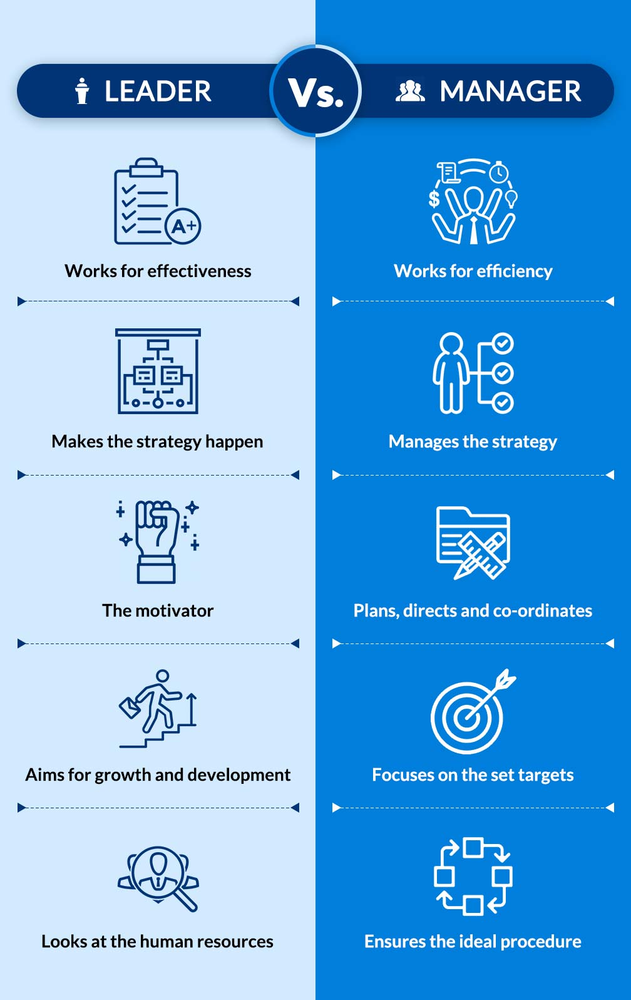 LEADER
Vs.
MANAGER
A+
$
Works for effectiveness
Works for efficiency
Makes the strategy happen
Manages the strategy
The motivator
Plans, directs and co-ordinates
Aims for growth and development
Focuses on the set targets
Looks at the human resources
Ensures the ideal procedure